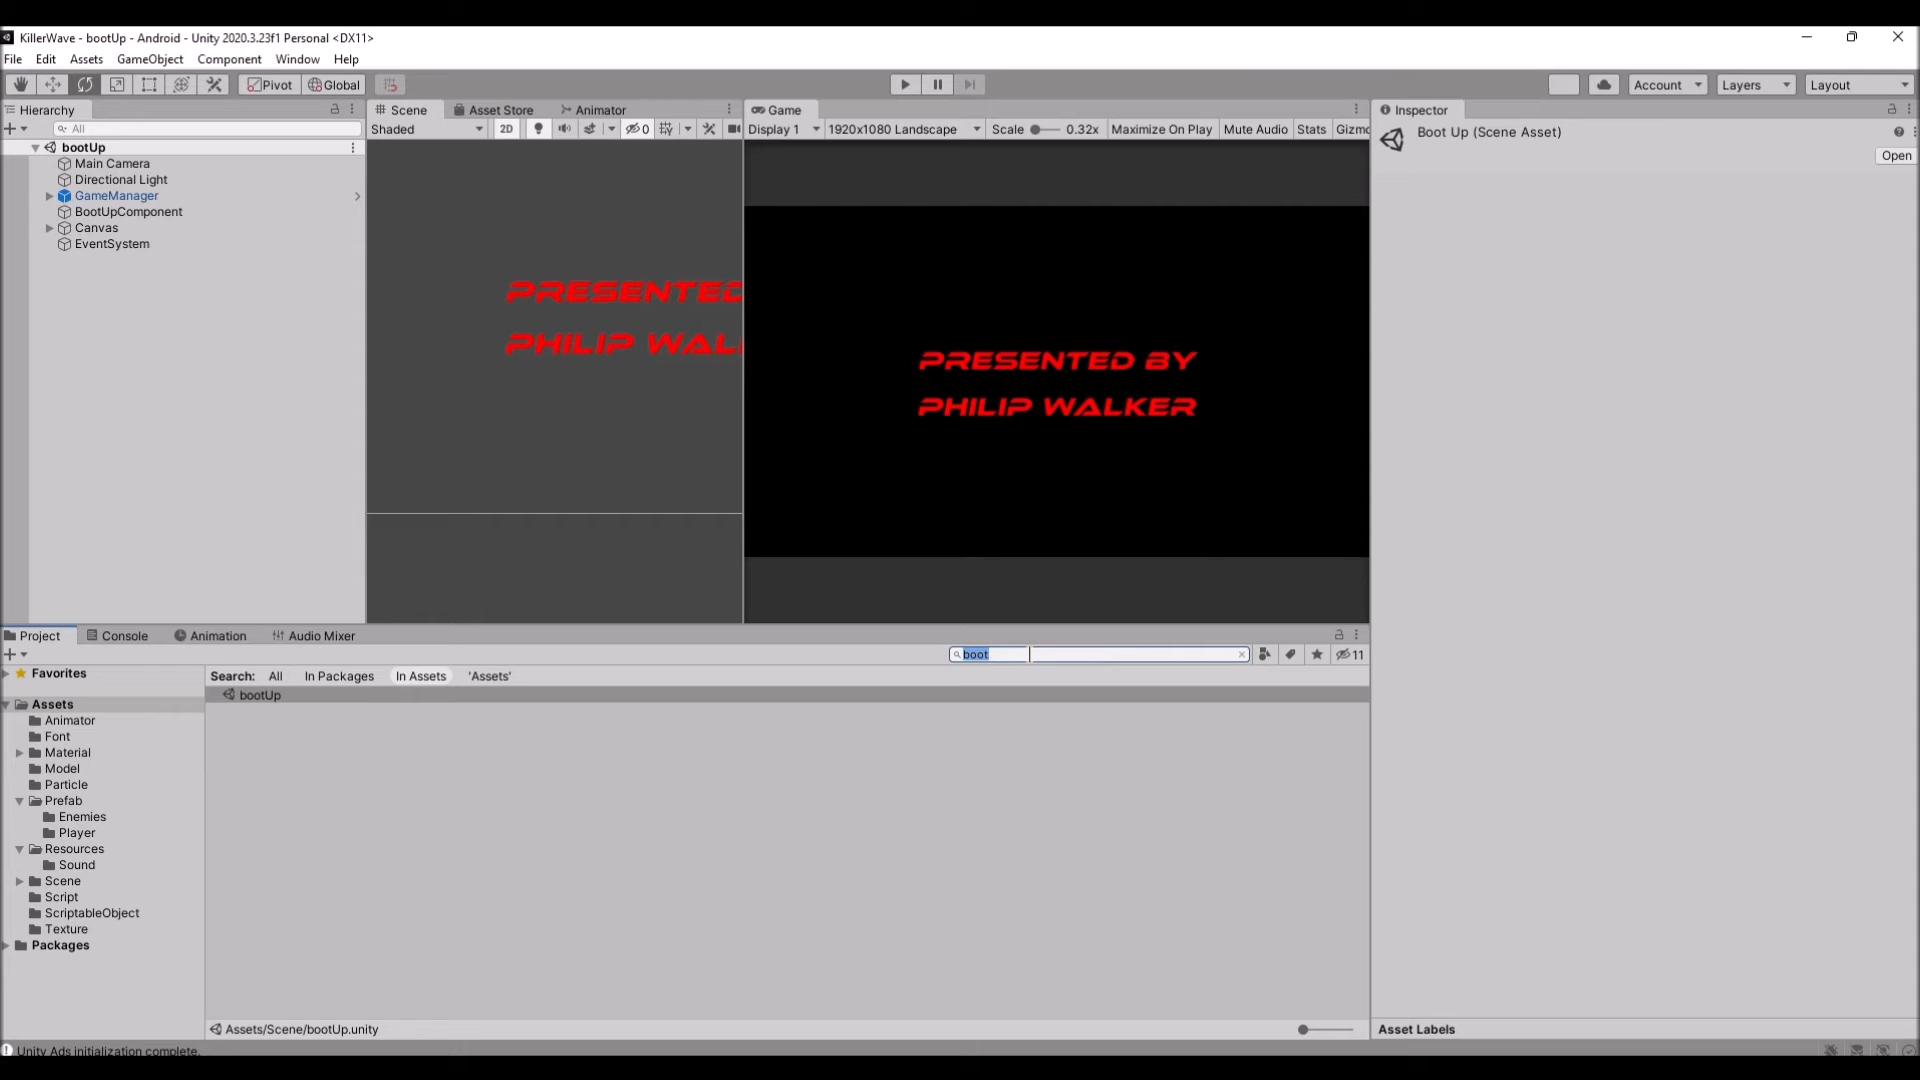 KillerWave - bootUp - Android - Unity 2020.3.23f1 Personal <DX11>
File Edit Assets GameObject Component Window Help
Pivot Global Account Layers Layout
Hierarchy
All
bootUp
Main Camera
Directional Light
GameManager
BootUpComponent
Canvas
EventSystem
Scene Asset Store Animator
Shaded 2D 0
PRESENTED
PHILIP WAL
Game
Display 1 1920x1080 Landscape Scale 0.32x Maximize On Play Mute Audio Stats Gizmo
PRESENTED BY
PHILIP WALKER
Inspector
Boot Up (Scene Asset)
Open
Project Console Animation Audio Mixer
boot
11
Favorites
Assets
Animator
Font
Material
Model
Particle
Prefab
Enemies
Player
Resources
Sound
Scene
Script
ScriptableObject
Texture
Packages
Search: All In Packages In Assets 'Assets'
bootUp
Assets/Scene/bootUp.unity
Asset Labels
Unity Ads initialization complete.